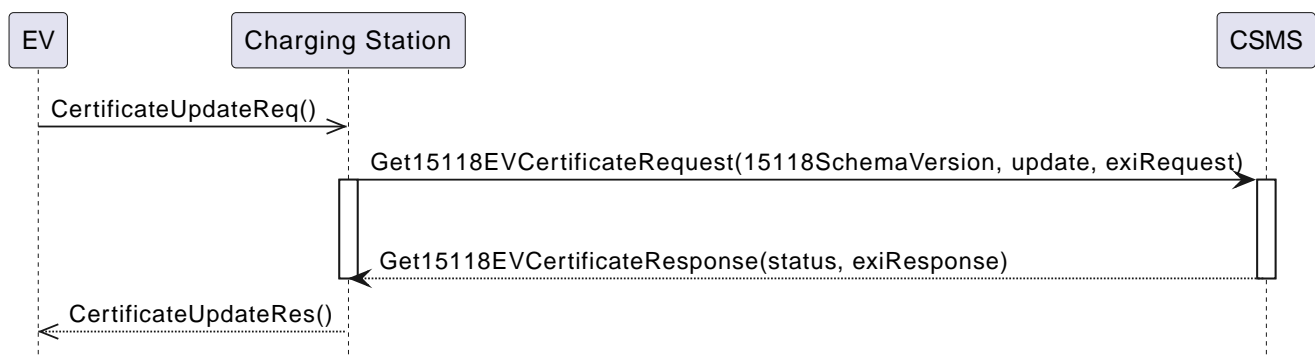 EV
Charging Station
CSMS
CertificateUpdateReq()
Get15118EVCertificateRequest(15118SchemaVersion, update, exiRequest)
Get15118EVCertificateResponse(status, exiResponse)
CertificateUpdateRes()